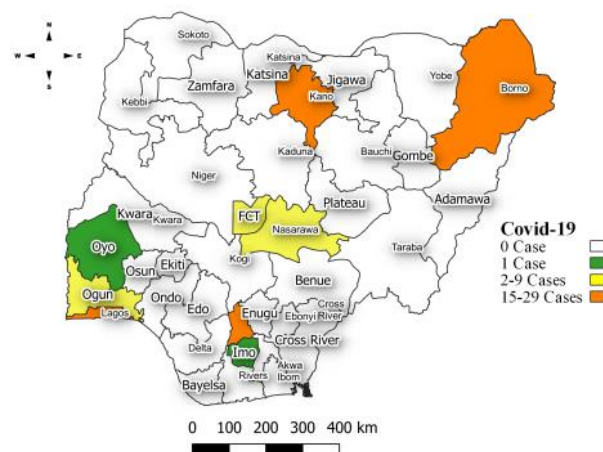 N
W E
S
Sokoto
Katsina
Zamfara
Katsina
Jigawa
Yobe
Borno
Kebbi
Kano
Kaduna
Bauchi
Gombe
Niger
Adamawa
Plateau
FCT
Nasarawa
Kwara
Kwara
Taraba
Oyo
Kogi
Osun
Ekiti
Benue
Ogun
Ondo
Edo
Enugu
Cross
Ebonyi River
Lagos
Delta
Imo
Cross River
Rivers
Akwa
Ibom
Bayelsa
Covid-19
0 Case
1 Case
2-9 Cases
15-29 Cases
0 100 200 300 400 km